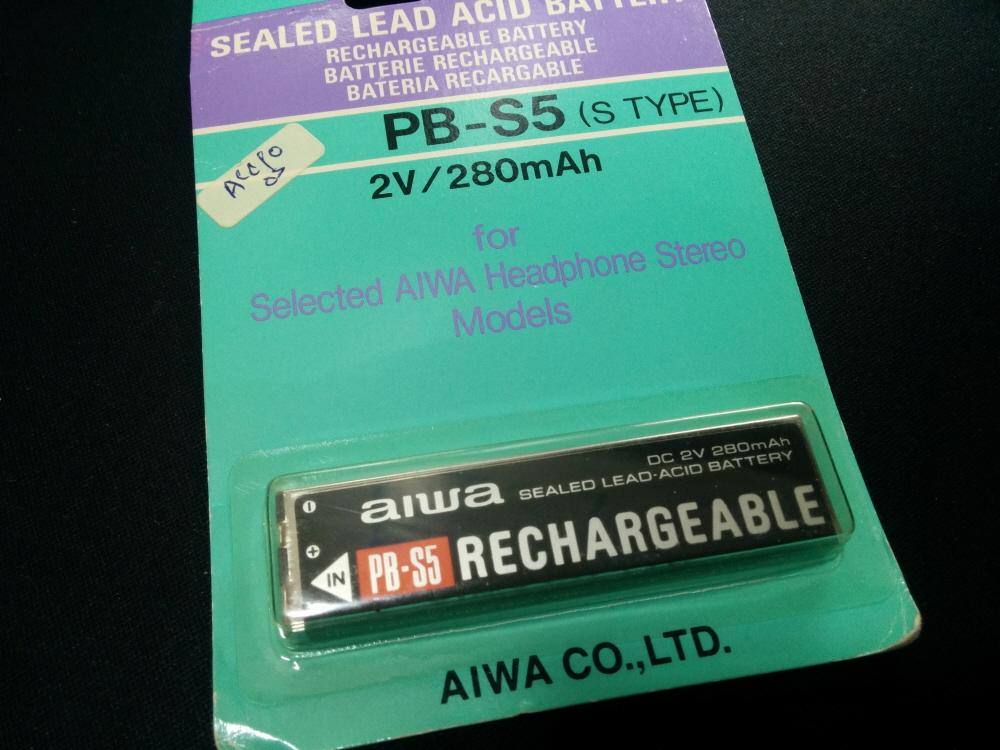 SEALED LEAD ACID BATTERY
RECHARGEABLE BATTERY
BATTERIE RECHARGEABLE
BATERIA RECARGABLE
PB-S5 (S TYPE)
2V/280mAh
for
Selected AIWA Headphone Stereo
Models
DC 2V 280mAh
aiwa SEALED LEAD-ACID BATTERY
IN PB-S5 RECHARGEABLE
AIWA CO.,LTD.